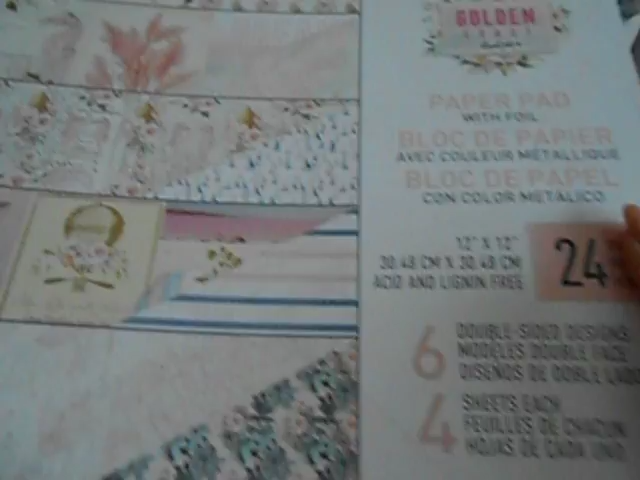 GOLDEN
COAST
PAPER PAD
WITH FOIL
BLOC DE PAPIER
AVEC COULEUR MÉTALLIQUE
BLOC DE PAPEL
CON COLOR METÁLICO
12" X 12"
30.48 CM X 30.48 CM
ACID AND LIGNIN FREE
24
6
DOUBLE-SIDED DESIGNS
MODÈLES DOUBLE FACE
DISEÑOS DE DOBLE LADO
4
SHEETS EACH
FEUILLES DE CHACUN
HOJAS DE CADA UNO